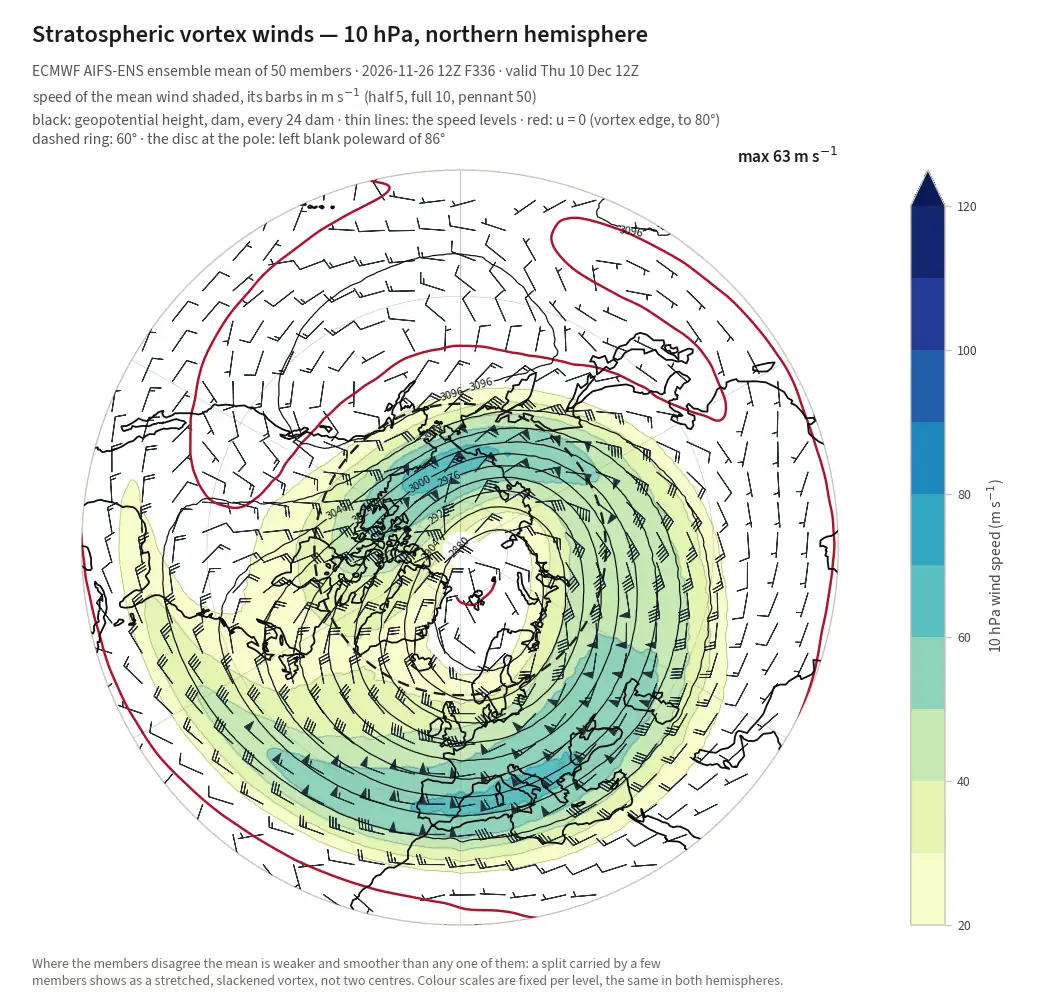 Stratospheric vortex winds — 10 hPa, northern hemisphere
ECMWF AIFS-ENS ensemble mean of 50 members · 2026-11-26 12Z F336 · valid Thu 10 Dec 12Z
speed of the mean wind shaded, its barbs in m s⁻¹ (half 5, full 10, pennant 50)
black: geopotential height, dam, every 24 dam · thin lines: the speed levels · red: u = 0 (vortex edge, to 80°)
dashed ring: 60° · the disc at the pole: left blank poleward of 86°
max 63 m s⁻¹
120
100
80
60
40
20
10 hPa wind speed (m s⁻¹)
3096
3096
3096
3000
2976
2880
Where the members disagree the mean is weaker and smoother than any one of them: a split carried by a few
members shows as a stretched, slackened vortex, not two centres. Colour scales are fixed per level, the same in both hemispheres.